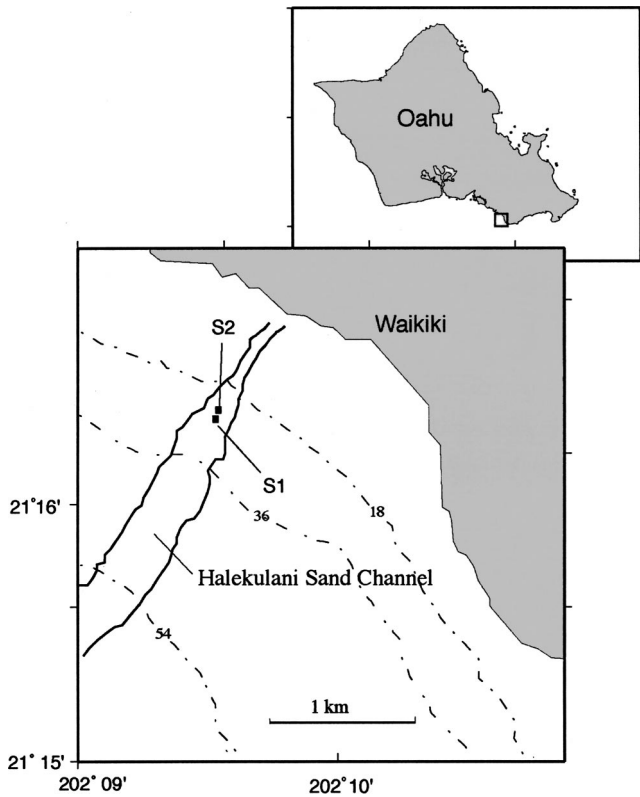 Oahu
Waikiki
S2
S1
21°16'
36
18
Halekulani Sand Channel
54
1 km
21°15'
202°09'
202°10'